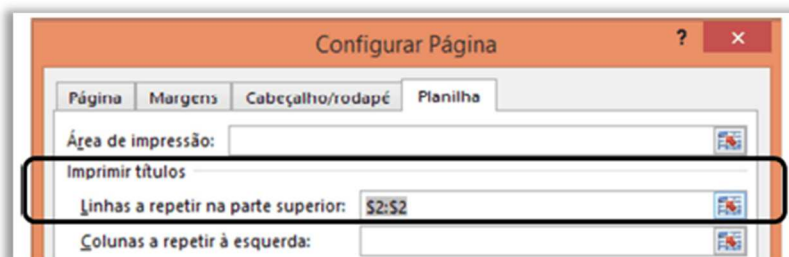 Configurar Página ? ×
Página Margens Cabeçalho/rodapé Planilha
Área de impressão:
Imprimir títulos
Linhas a repetir na parte superior: $2:$2
Colunas a repetir à esquerda: